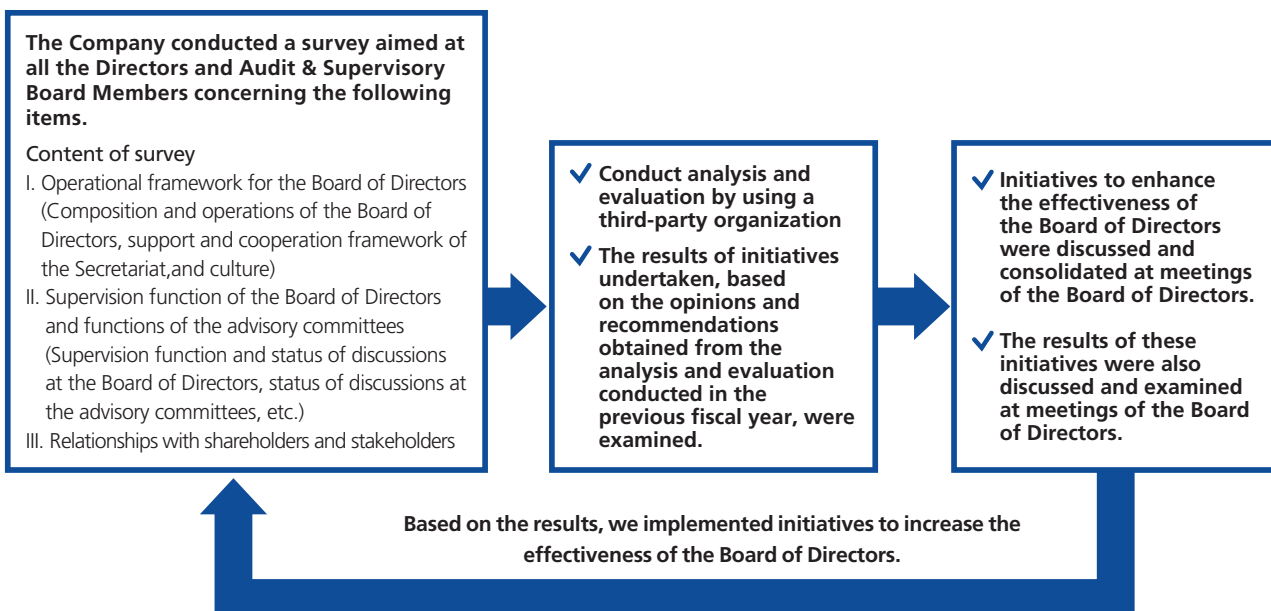 The Company conducted a survey aimed at
all the Directors and Audit & Supervisory
Board Members concerning the following
items.
Content of survey
I. Operational framework for the Board of Directors
(Composition and operations of the Board of
Directors, support and cooperation framework of
the Secretariat,and culture)
II. Supervision function of the Board of Directors
and functions of the advisory committees
(Supervision function and status of discussions
at the Board of Directors, status of discussions at
the advisory committees, etc.)
III. Relationships with shareholders and stakeholders
Conduct analysis and
evaluation by using a
third-party organization
The results of initiatives
undertaken, based
on the opinions and
recommendations
obtained from the
analysis and evaluation
conducted in the
previous fiscal year, were
examined.
Initiatives to enhance
the effectiveness of
the Board of Directors
were discussed and
consolidated at meetings
of the Board of Directors.
The results of these
initiatives were also
discussed and examined
at meetings of the Board
of Directors.
Based on the results, we implemented initiatives to increase the
effectiveness of the Board of Directors.